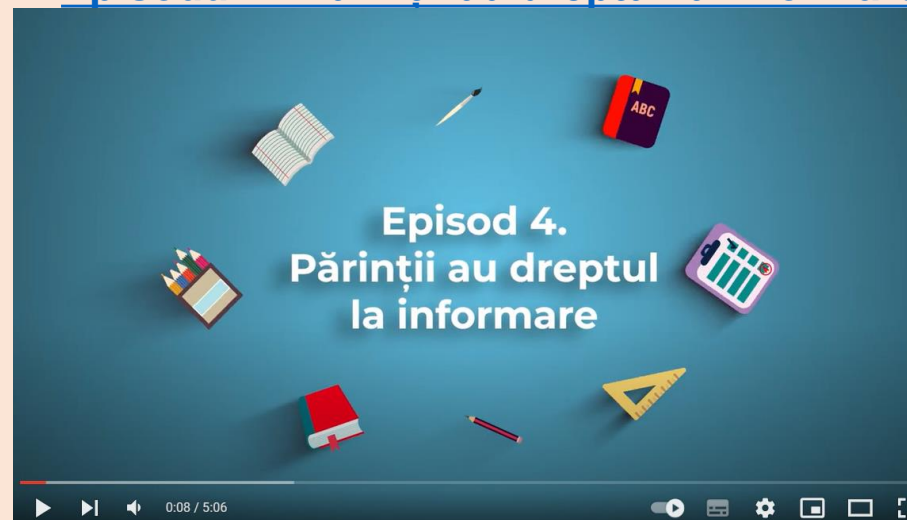 ABC
Episod 4.
Părinții au dreptul
la informare
0:08 / 5:06